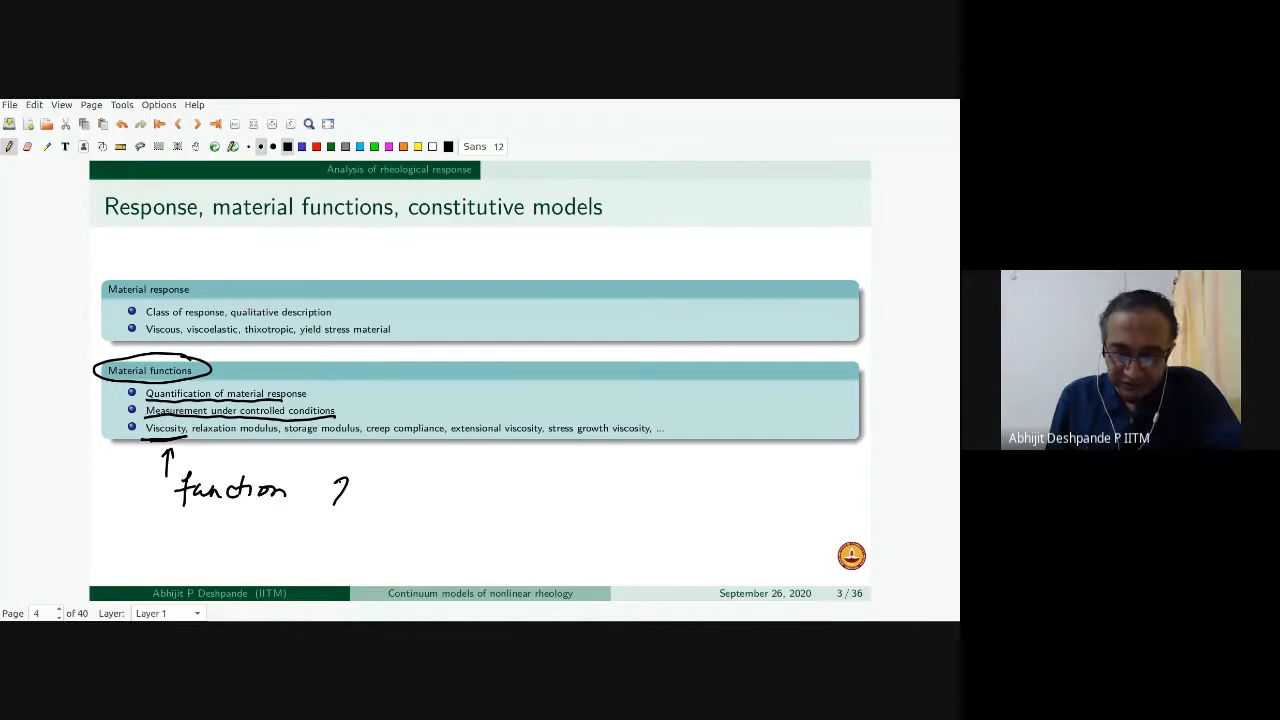 File Edit View Page Tools Options Help
Sans 12
Analysis of rheological response
Response, material functions, constitutive models
Material response
Class of response, qualitative description
Viscous, viscoelastic, thixotropic, yield stress material
Material functions
Quantification of material response
Measurement under controlled conditions
Viscosity, relaxation modulus, storage modulus, creep compliance, extensional viscosity, stress growth viscosity, ...
function
Abhijit P Deshpande (IITM) Continuum models of nonlinear rheology September 26, 2020 3 / 36
Page 4 of 40 Layer: Layer 1
Abhijit Deshpande P IITM